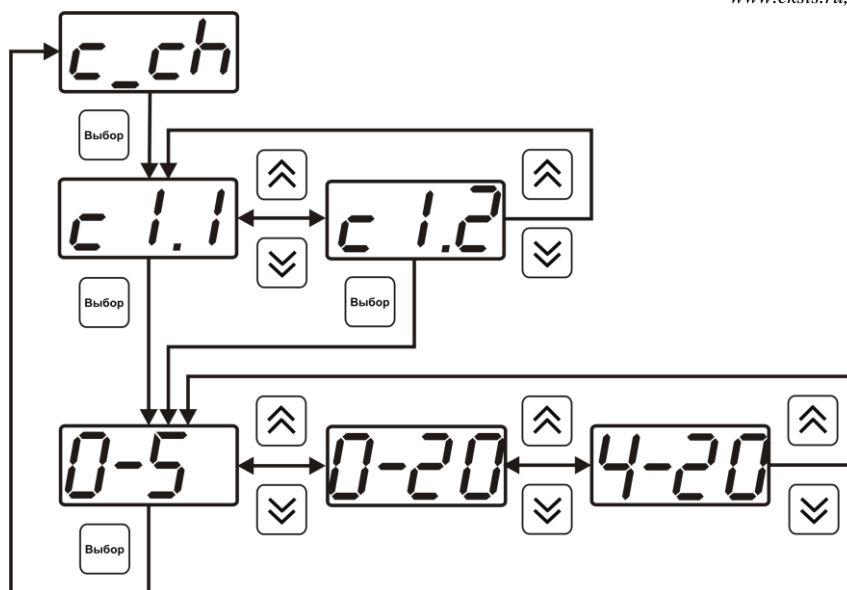 www.eksis.ru,
c_ch
Выбор
c 1.1
c 1.2
Выбор
Выбор
0-5
0-20
4-20
Выбор